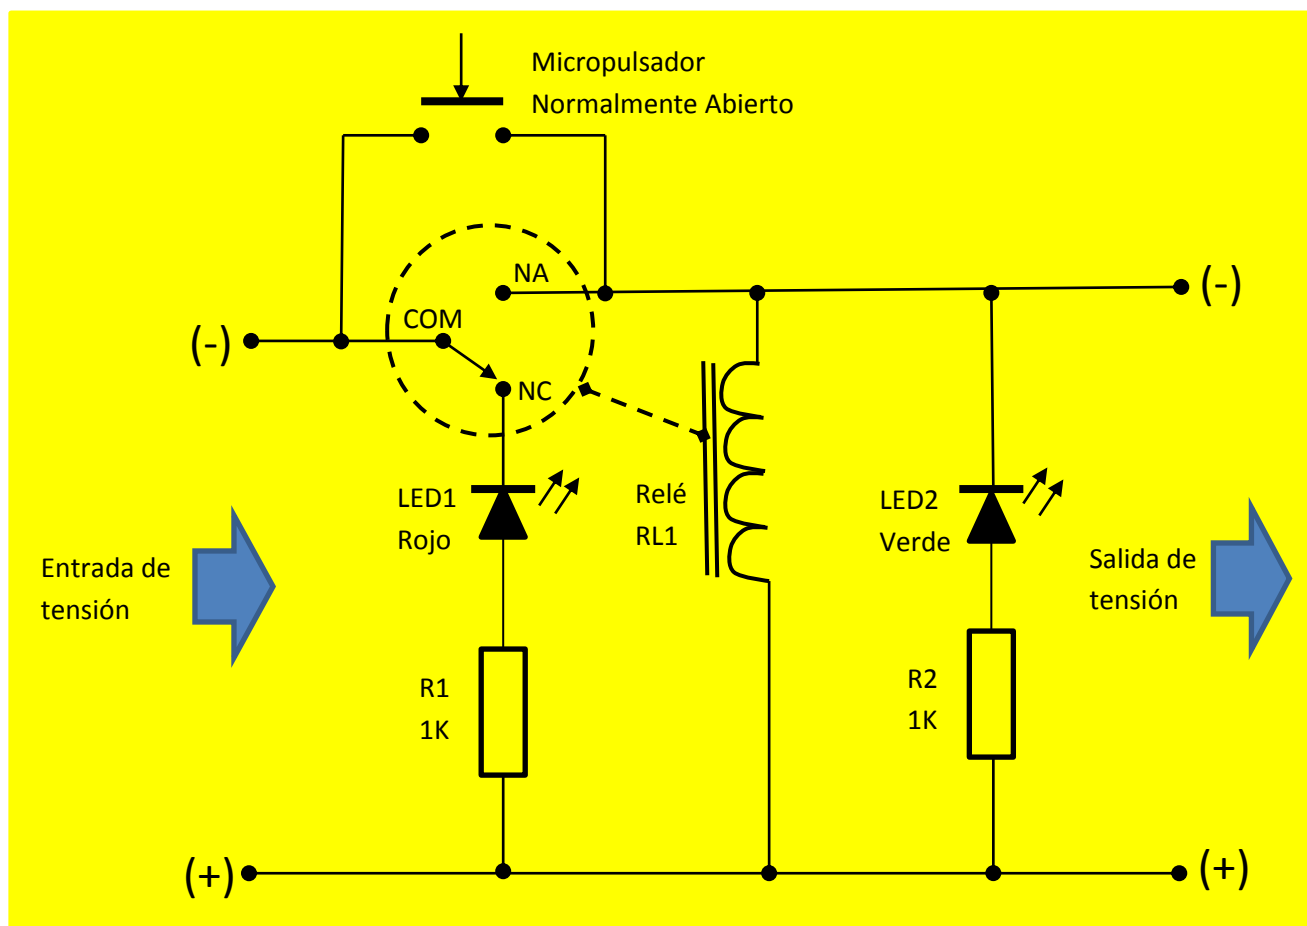 Micropulsador
Normalmente Abierto
NA
(-)
COM
(-)
NC
LED1
Rojo
Relé
RL1
LED2
Verde
Entrada de
tensión
Salida de
tensión
R1
1K
R2
1K
(+)
(+)